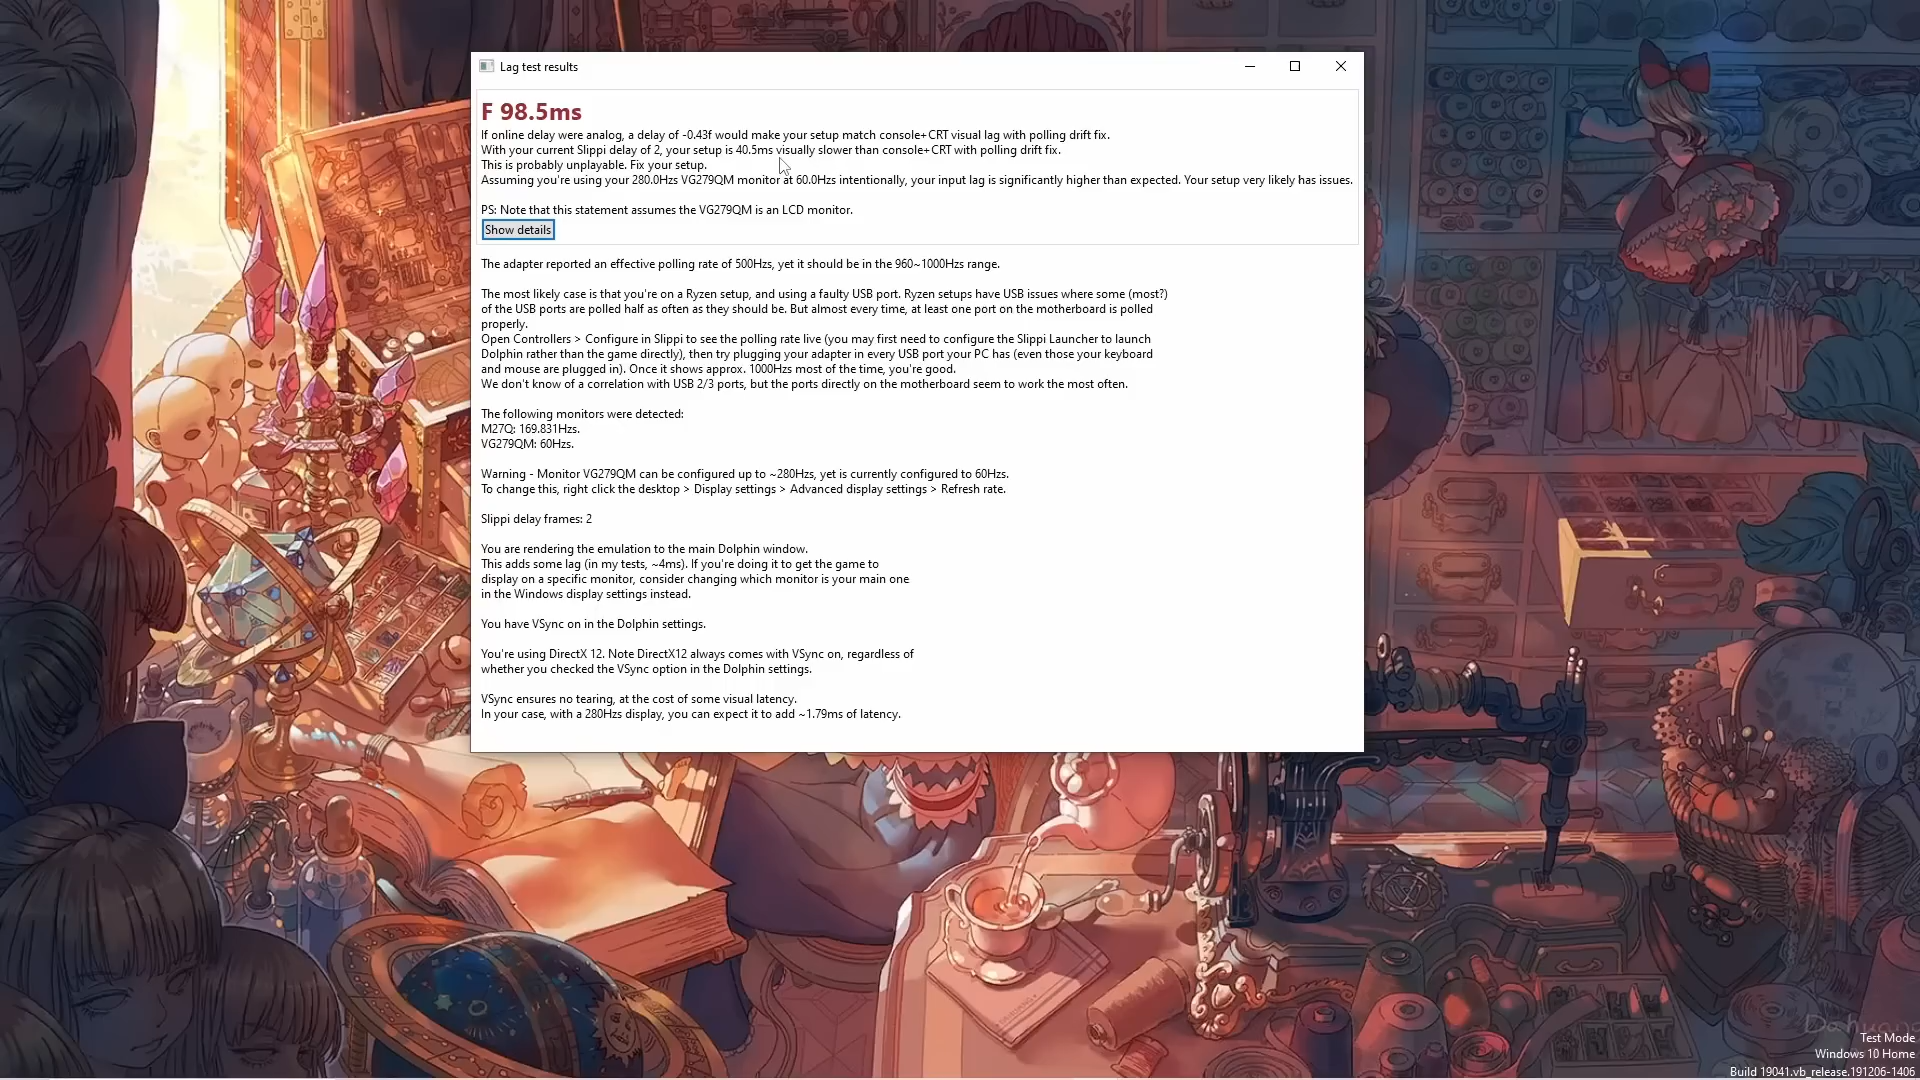 Lag test results
F 98.5ms
If online delay were analog, a delay of -0.43f would make your setup match console+CRT visual lag with polling drift fix.
With your current Slippi delay of 2, your setup is 40.5ms visually slower than console+CRT with polling drift fix.
This is probably unplayable. Fix your setup.
Assuming you're using your 280.0Hzs VG279QM monitor at 60.0Hzs intentionally, your input lag is significantly higher than expected. Your setup very likely has issues.
PS: Note that this statement assumes the VG279QM is an LCD monitor.
Show details
The adapter reported an effective polling rate of 500Hzs, yet it should be in the 960~1000Hzs range.
The most likely case is that you're on a Ryzen setup, and using a faulty USB port. Ryzen setups have USB issues where some (most?)
of the USB ports are polled half as often as they should be. But almost every time, at least one port on the motherboard is polled
properly.
Open Controllers > Configure in Slippi to see the polling rate live (you may first need to configure the Slippi Launcher to launch
Dolphin rather than the game directly), then try plugging your adapter in every USB port your PC has (even those your keyboard
and mouse are plugged in). Once it shows approx. 1000Hzs most of the time, you're good.
We don't know of a correlation with USB 2/3 ports, but the ports directly on the motherboard seem to work the most often.
The following monitors were detected:
M27Q: 169.831Hzs.
VG279QM: 60Hzs.
Warning - Monitor VG279QM can be configured up to ~280Hzs, yet is currently configured to 60Hzs.
To change this, right click the desktop > Display settings > Advanced display settings > Refresh rate.
Slippi delay frames: 2
You are rendering the emulation to the main Dolphin window.
This adds some lag (in my tests, ~4ms). If you're doing it to get the game to
display on a specific monitor, consider changing which monitor is your main one
in the Windows display settings instead.
You have VSync on in the Dolphin settings.
You're using DirectX 12. Note DirectX12 always comes with VSync on, regardless of
whether you checked the VSync option in the Dolphin settings.
VSync ensures no tearing, at the cost of some visual latency.
In your case, with a 280Hzs display, you can expect it to add ~1.79ms of latency.
Test Mode
Windows 10 Home
Build 19041.vb_release.191206-1406